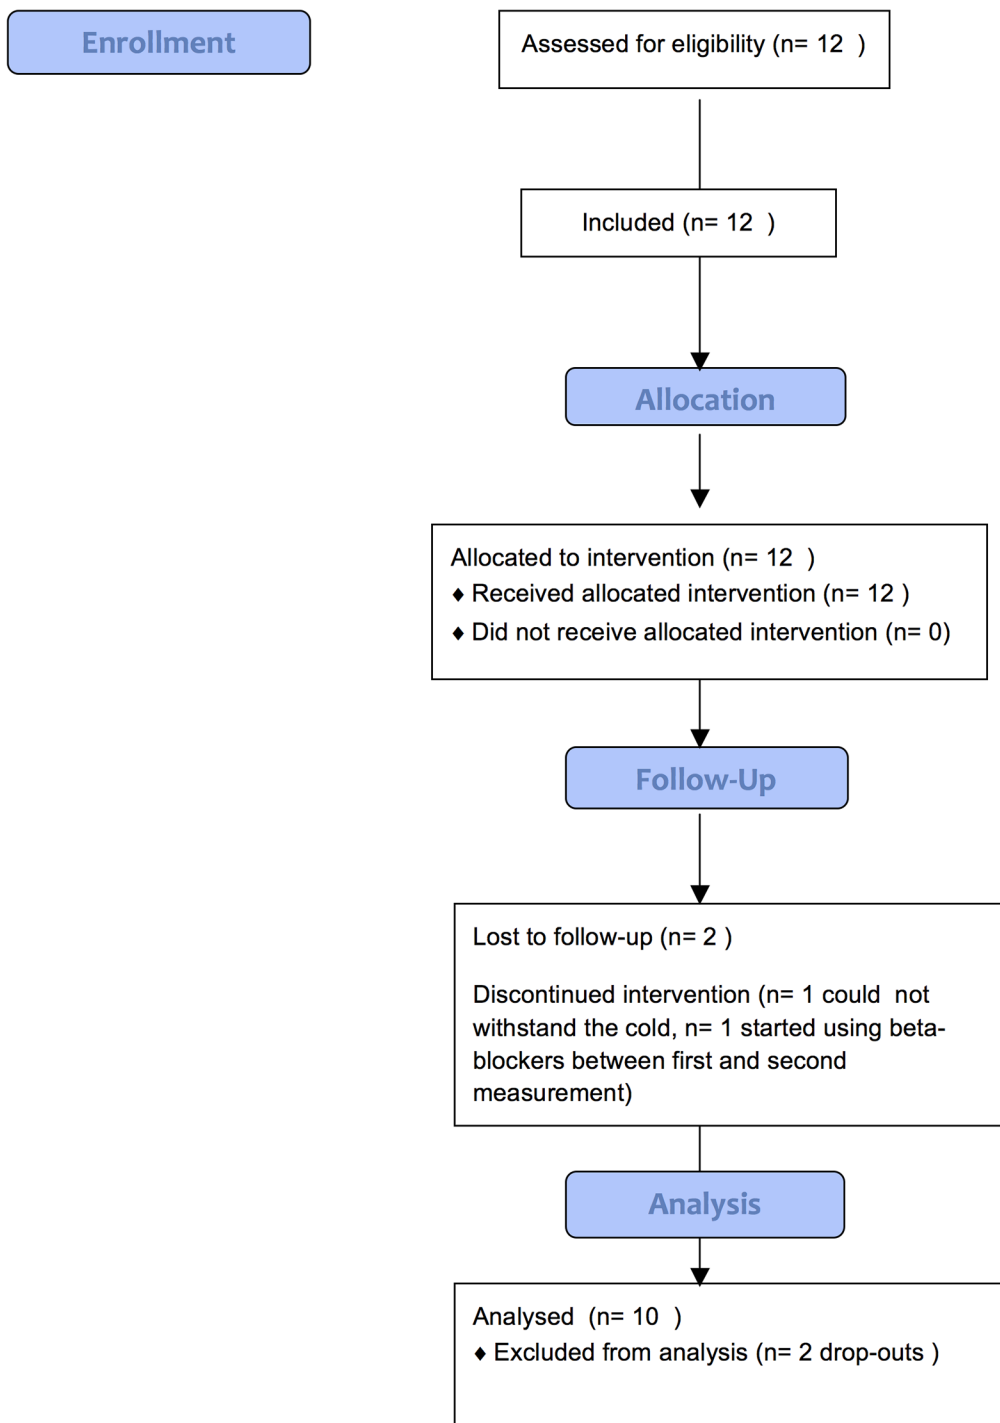 Enrollment
Assessed for eligibility (n= 12  )
Included (n= 12  )
Allocation
Allocated to intervention (n= 12  )
♦ Received allocated intervention (n= 12 )
♦ Did not receive allocated intervention (n= 0)
Follow-Up
Lost to follow-up (n= 2 )
Discontinued intervention (n= 1 could  not
withstand the cold, n= 1 started using beta-
blockers between first and second
measurement)
Analysis
Analysed  (n= 10  )
♦ Excluded from analysis (n= 2 drop-outs )